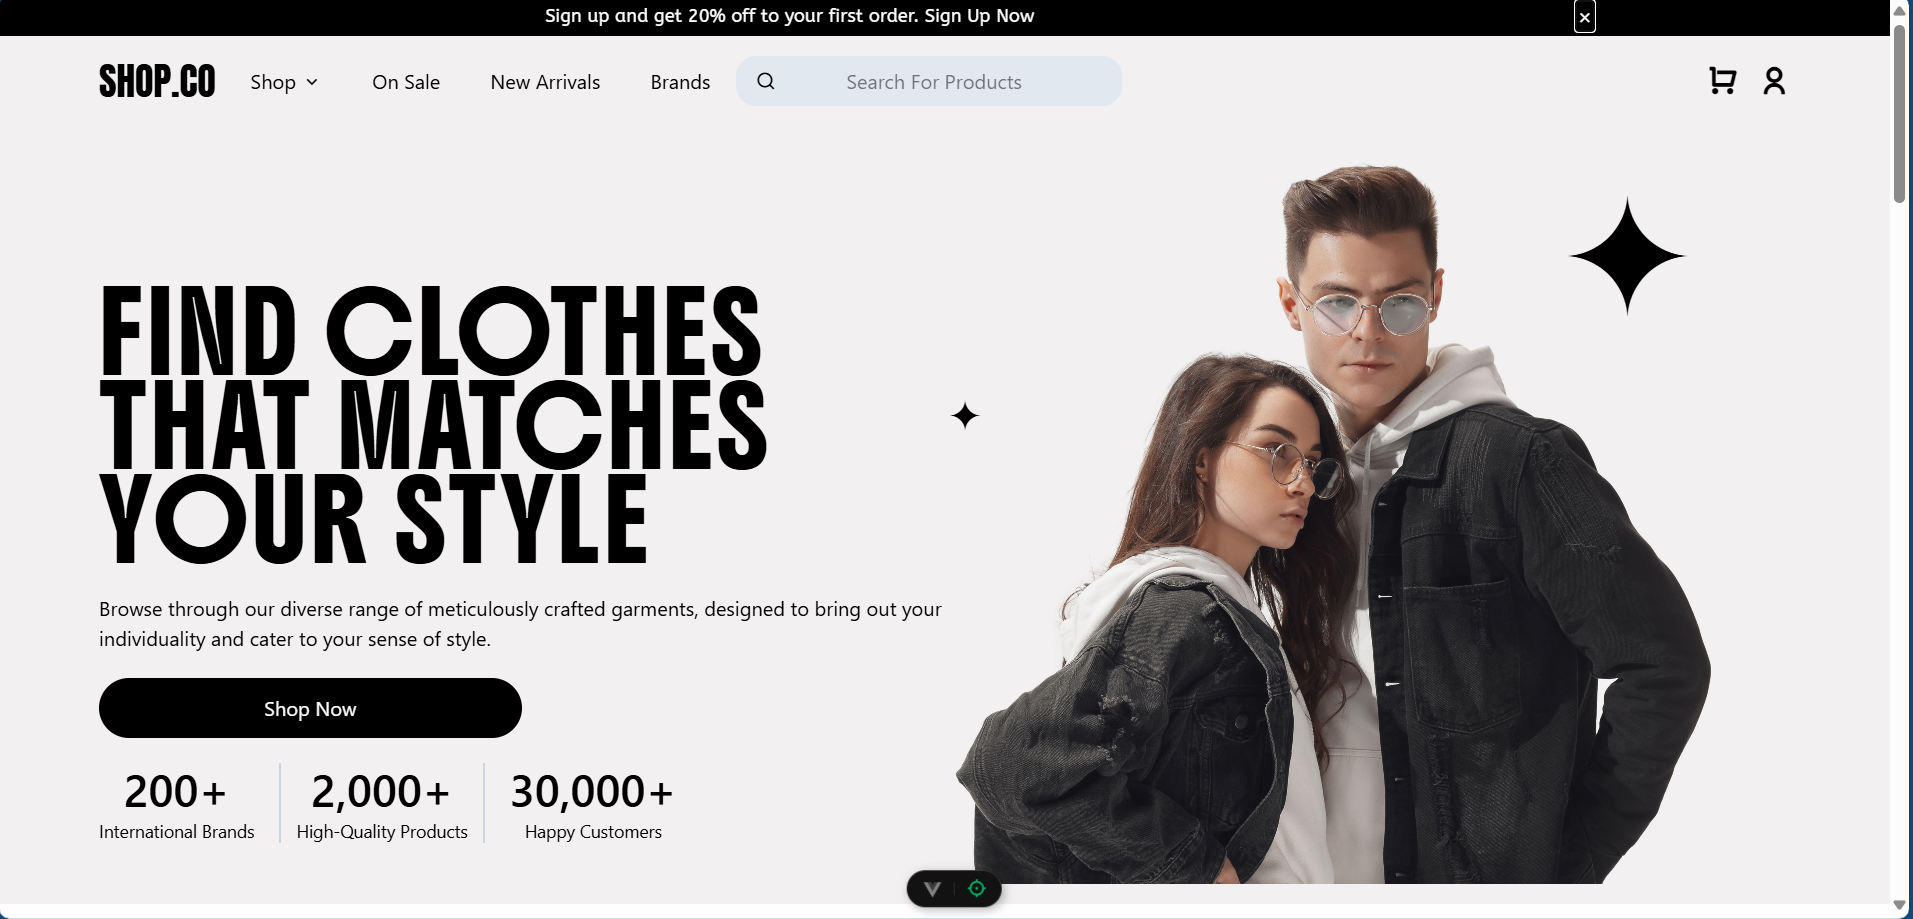 Sign up and get 20% off to your first order. Sign Up Now
SHOP.CO
Shop
On Sale
New Arrivals
Brands
Search For Products
FIND CLOTHES
THAT MATCHES
YOUR STYLE
Browse through our diverse range of meticulously crafted garments, designed to bring out your
individuality and cater to your sense of style.
Shop Now
200+
International Brands
2,000+
High-Quality Products
30,000+
Happy Customers